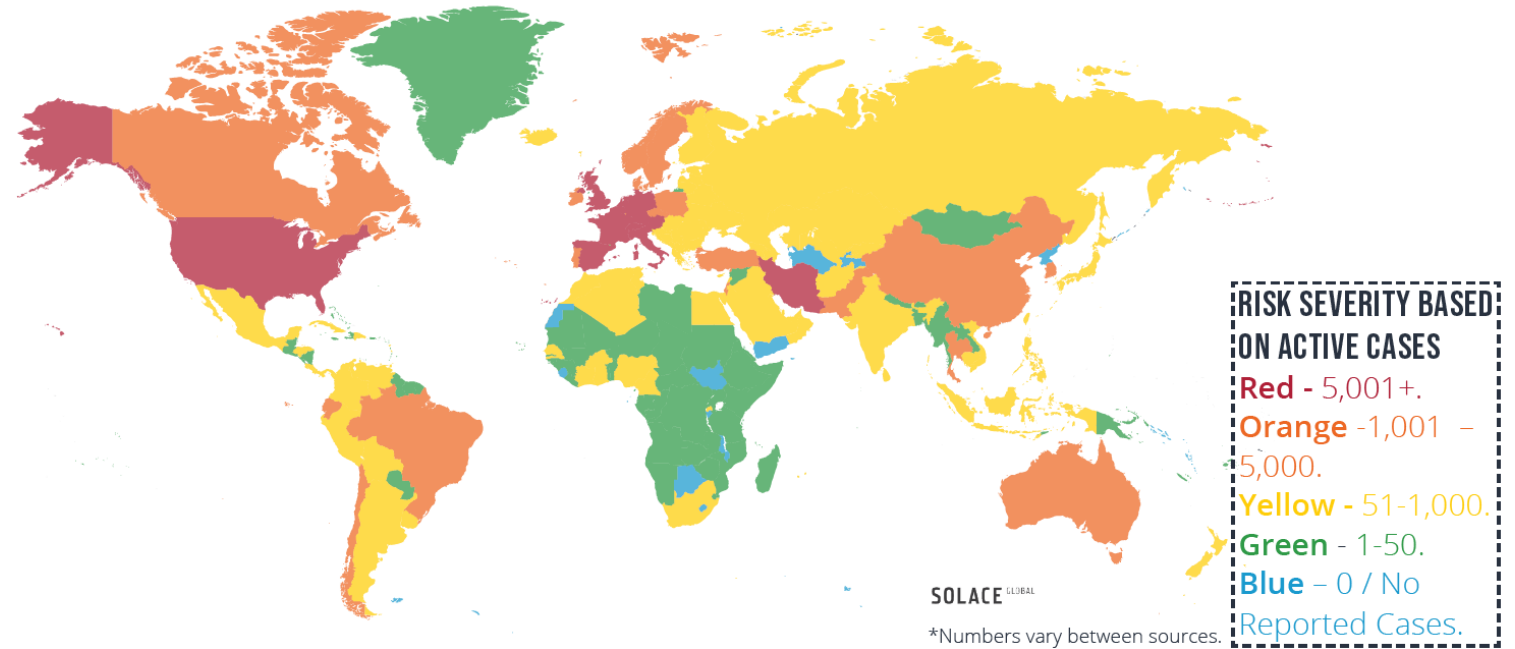 RISK SEVERITY BASED
ON ACTIVE CASES
Red - 5,001+.
Orange -1,001 –
5,000.
Yellow - 51-1,000.
Green - 1-50.
Blue – 0 / No
Reported Cases.
SOLACE GLOBAL
*Numbers vary between sources.